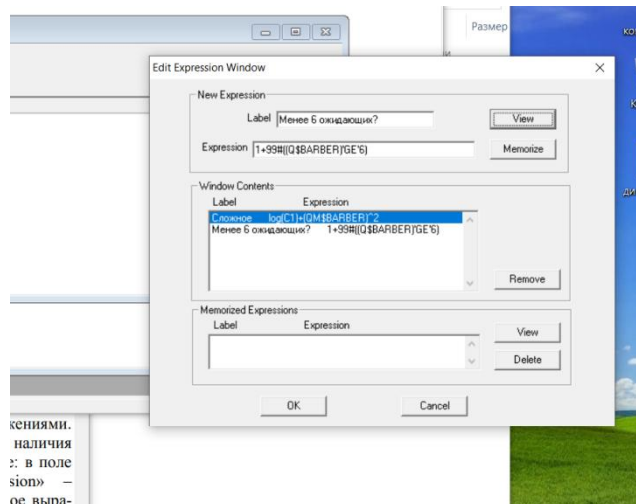 Размер
ко
Edit Expression Window
New Expression
Label Менее 6 ожидающих?
View
Expression 1+99#((Q$BARBER)'GE'6)
Memorize
ди
Window Contents
Label Expression
Сложное log(C1)+(QM$BARBER)^2
Менее 6 ожидающих? 1+99#((Q$BARBER)'GE'6)
Remove
Memorized Expressions
Label Expression
View
Delete
OK Cancel
жениями.
наличия
е: в поле
sion» –
ое выра-